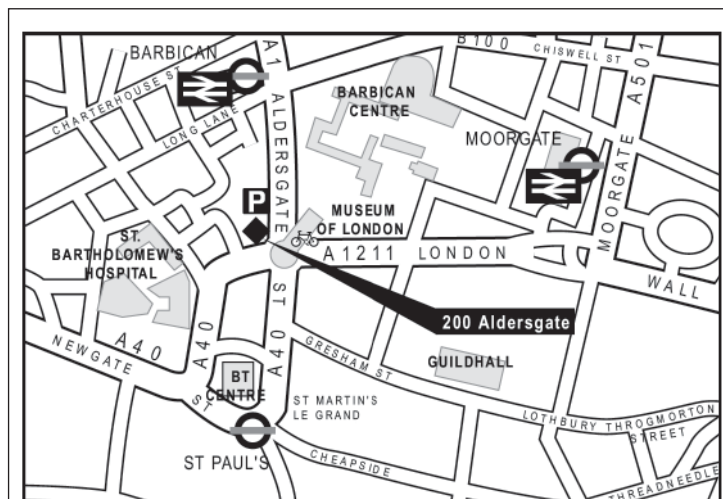 BARBICAN
A1 ALDERSGATE ST A40
B100
CHISWELL ST
MOORGATE A501
CHARTERHOUSE ST
LONG LANE
BARBICAN
CENTRE
MOORGATE
P
MUSEUM
OF LONDON
ST.
BARTHOLOMEW'S
HOSPITAL
A1211 LONDON WALL
200 Aldersgate
A40
A40
NEWGATE ST
GRESHAM ST
GUILDHALL
BT
CENTRE
ST MARTIN'S
LE GRAND
LOTHBURY THROGMORTON
STREET
ST PAUL'S
CHEAPSIDE
THREADNEEDLE